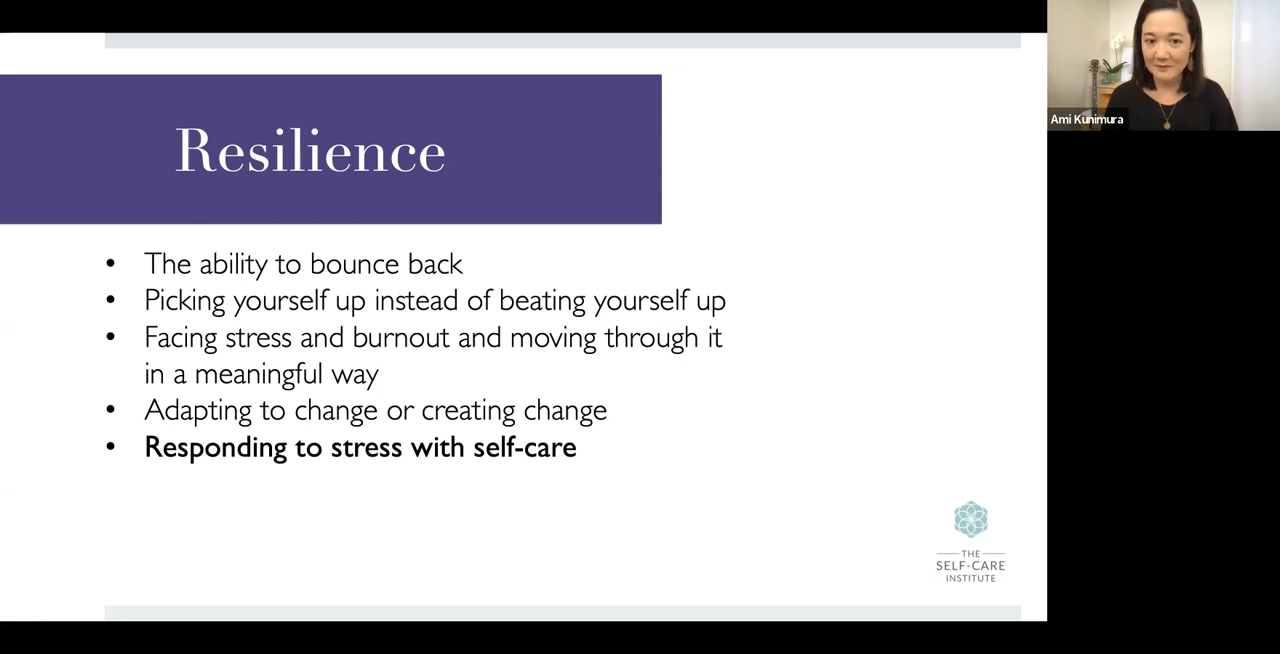 Resilience
• The ability to bounce back
• Picking yourself up instead of beating yourself up
• Facing stress and burnout and moving through it
in a meaningful way
• Adapting to change or creating change
• Responding to stress with self-care
THE
SELF-CARE
INSTITUTE
Ami Kunimura